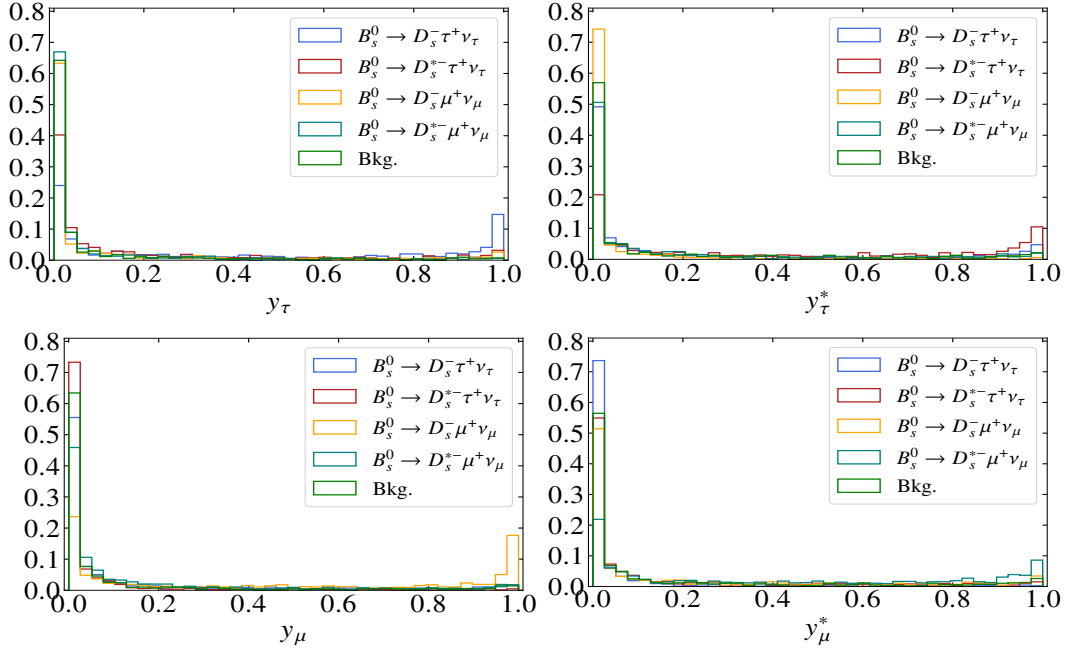 0.8
0.7
0.6
0.5
0.4
0.3
0.2
0.1
0.0
0.0 0.2 0.4 0.6 0.8 1.0
y_τ
B_s^0 → D_s^- τ^+ ν_τ
B_s^0 → D_s^{*-} τ^+ ν_τ
B_s^0 → D_s^- μ^+ ν_μ
B_s^0 → D_s^{*-} μ^+ ν_μ
Bkg.
0.8
0.7
0.6
0.5
0.4
0.3
0.2
0.1
0.0
0.0 0.2 0.4 0.6 0.8 1.0
y_τ^*
B_s^0 → D_s^- τ^+ ν_τ
B_s^0 → D_s^{*-} τ^+ ν_τ
B_s^0 → D_s^- μ^+ ν_μ
B_s^0 → D_s^{*-} μ^+ ν_μ
Bkg.
0.8
0.7
0.6
0.5
0.4
0.3
0.2
0.1
0.0
0.0 0.2 0.4 0.6 0.8 1.0
y_μ
B_s^0 → D_s^- τ^+ ν_τ
B_s^0 → D_s^{*-} τ^+ ν_τ
B_s^0 → D_s^- μ^+ ν_μ
B_s^0 → D_s^{*-} μ^+ ν_μ
Bkg.
0.8
0.7
0.6
0.5
0.4
0.3
0.2
0.1
0.0
0.0 0.2 0.4 0.6 0.8 1.0
y_μ^*
B_s^0 → D_s^- τ^+ ν_τ
B_s^0 → D_s^{*-} τ^+ ν_τ
B_s^0 → D_s^- μ^+ ν_μ
B_s^0 → D_s^{*-} μ^+ ν_μ
Bkg.